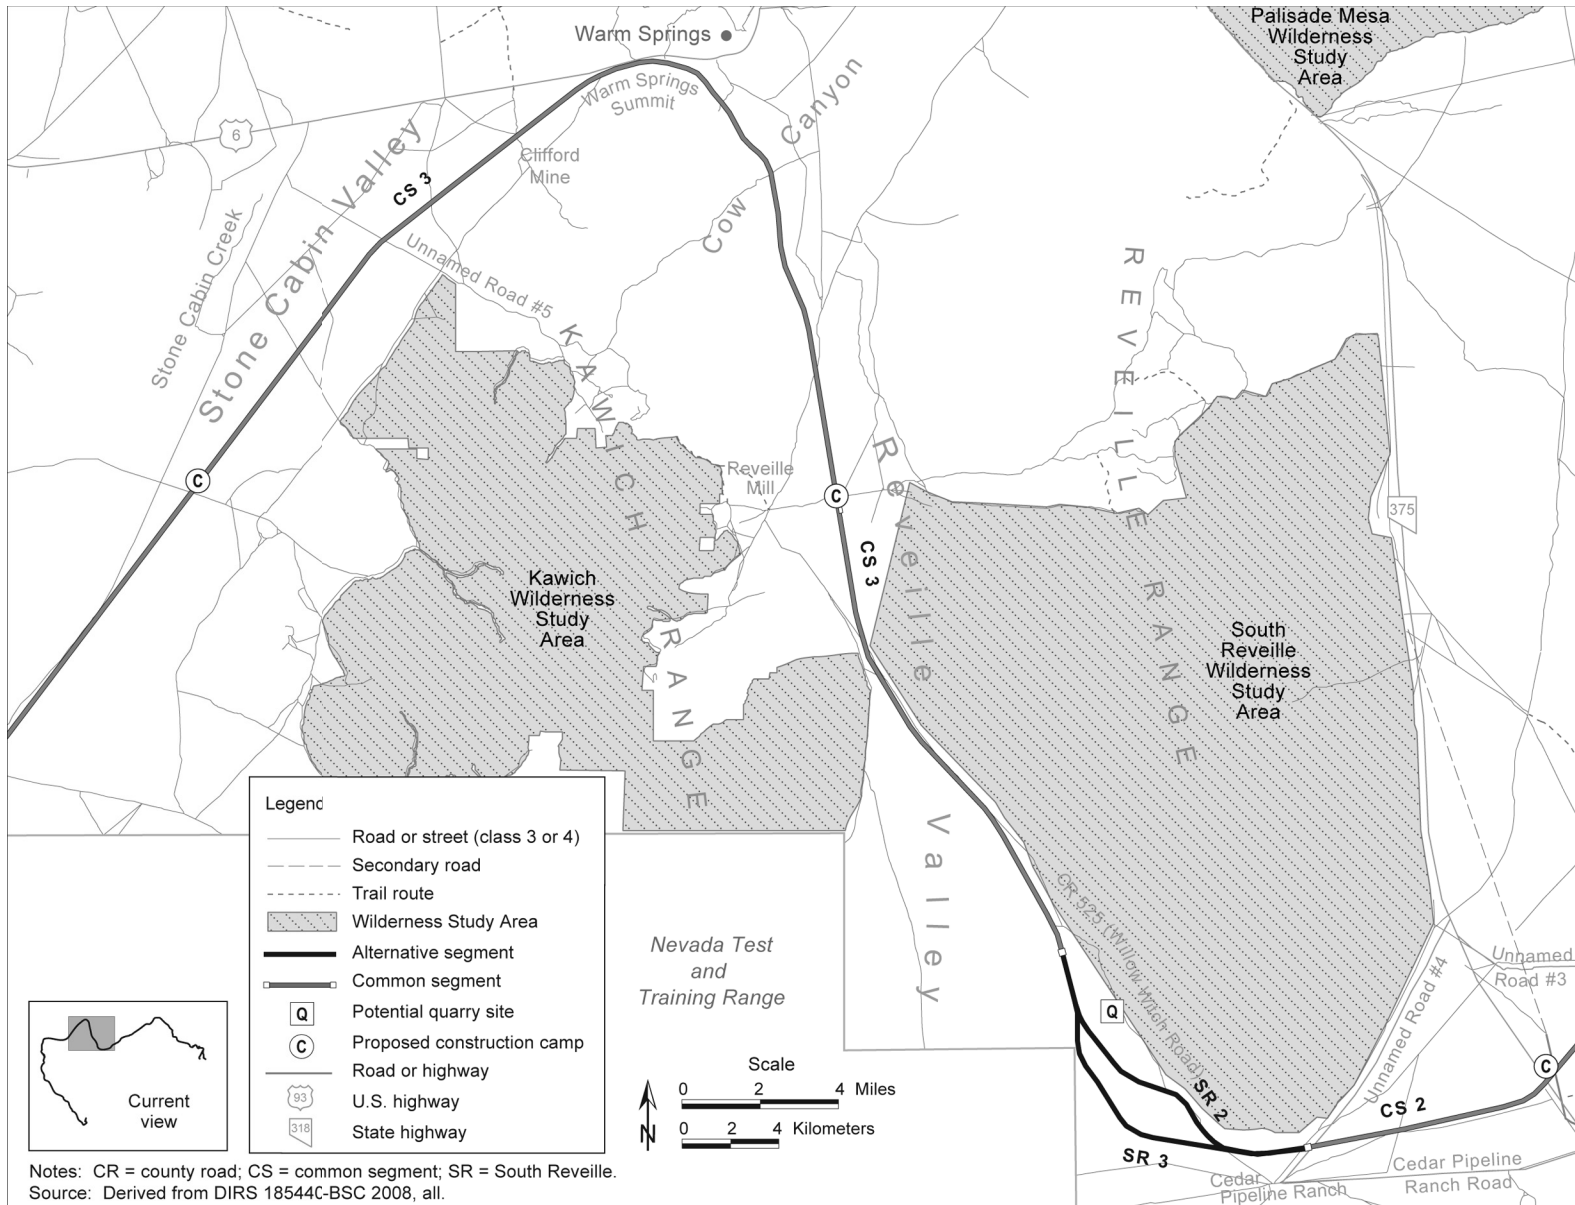 Palisade Mesa
Wilderness
Study
Area
Warm Springs
Warm Springs
Summit
Cow Canyon
6
Clifford
Mine
CS 3
Stone Cabin Valley
Stone Cabin Creek
Unnamed Road #5
KAWICH RANGE
REVEILLE RANGE
Reveille
Mill
C
C
CS 3
Reveille Valley
375
Kawich
Wilderness
Study
Area
South
Reveille
Wilderness
Study
Area
CR 525 (Willow Witch Road)
Nevada Test
and
Training Range
Unnamed
Road #3
Unnamed Road #4
Q
C
SR 2
CS 2
SR 3
Cedar
Pipeline Ranch
Cedar Pipeline
Ranch Road
Legend
Road or street (class 3 or 4)
Secondary road
Trail route
Wilderness Study Area
Alternative segment
Common segment
Q Potential quarry site
C Proposed construction camp
Road or highway
93 U.S. highway
318 State highway
Current
view
Scale
0 2 4 Miles
0 2 4 Kilometers
N
Notes: CR = county road; CS = common segment; SR = South Reveille.
Source: Derived from DIRS 185440-BSC 2008, all.